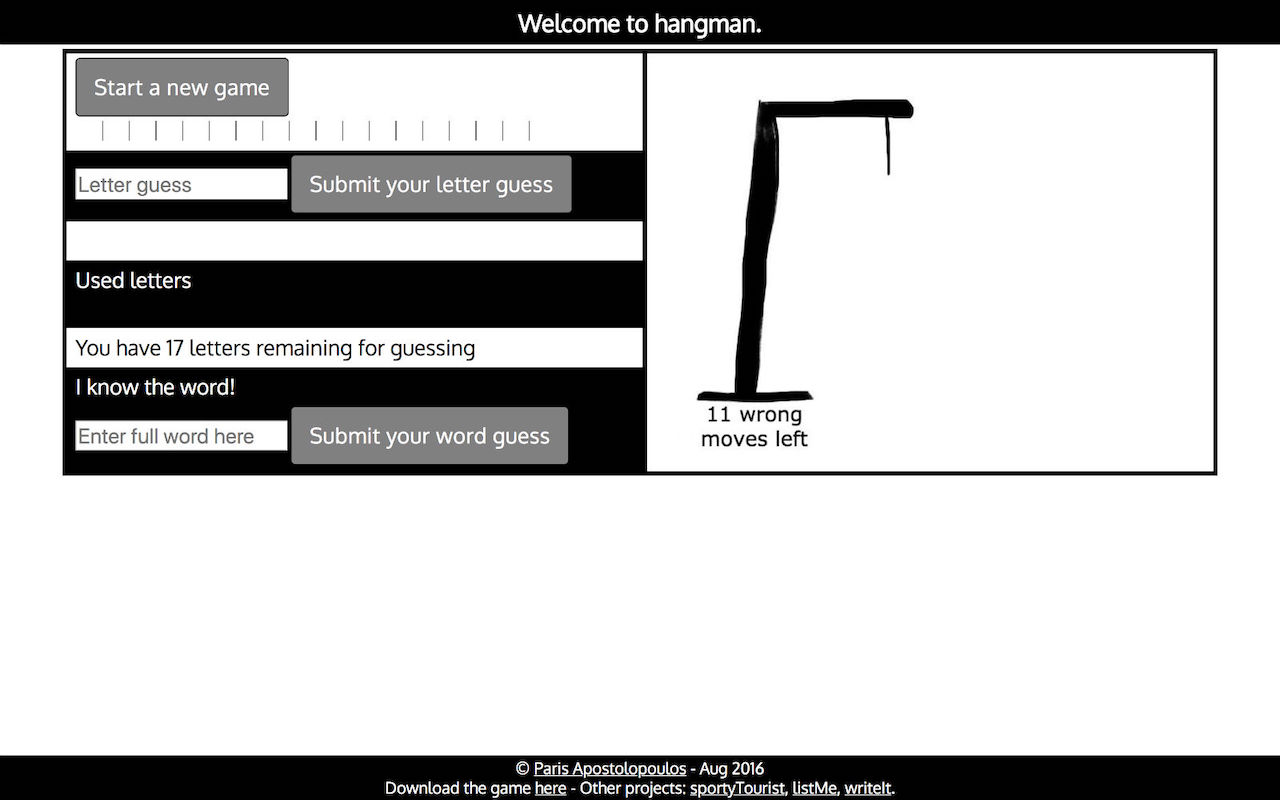 Welcome to hangman.
Start a new game
| | | | | | | | | | | | | | | | |
Letter guess Submit your letter guess
Used letters
You have 17 letters remaining for guessing
I know the word!
Enter full word here Submit your word guess
11 wrong
moves left
© Paris Apostolopoulos - Aug 2016
Download the game here - Other projects: sportyTourist, listMe, writeIt.